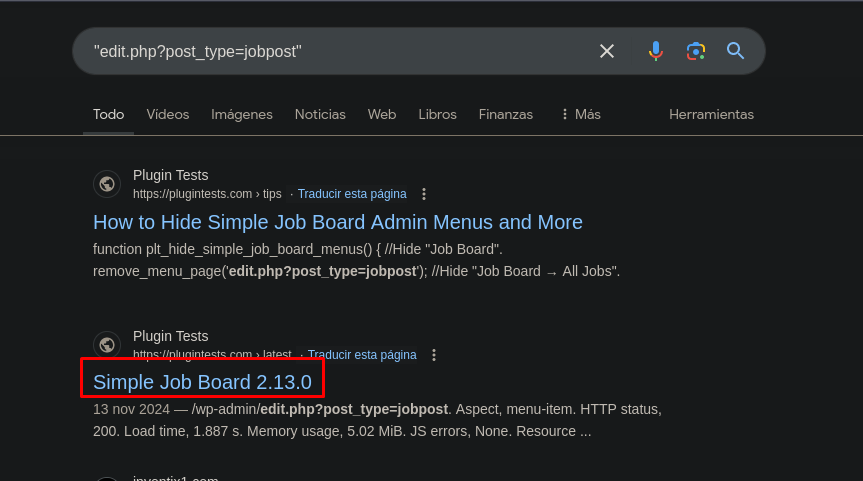 "edit.php?post_type=jobpost"
Todo Vídeos Imágenes Noticias Web Libros Finanzas Más Herramientas
Plugin Tests
https://plugintests.com › tips · Traducir esta página
How to Hide Simple Job Board Admin Menus and More
function plt_hide_simple_job_board_menus() { //Hide "Job Board".
remove_menu_page('edit.php?post_type=jobpost'); //Hide "Job Board → All Jobs".
Plugin Tests
https://plugintests.com › latest · Traducir esta página
Simple Job Board 2.13.0
13 nov 2024 — /wp-admin/edit.php?post_type=jobpost. Aspect, menu-item. HTTP status,
200. Load time, 1.887 s. Memory usage, 5.02 MiB. JS errors, None. Resource ...